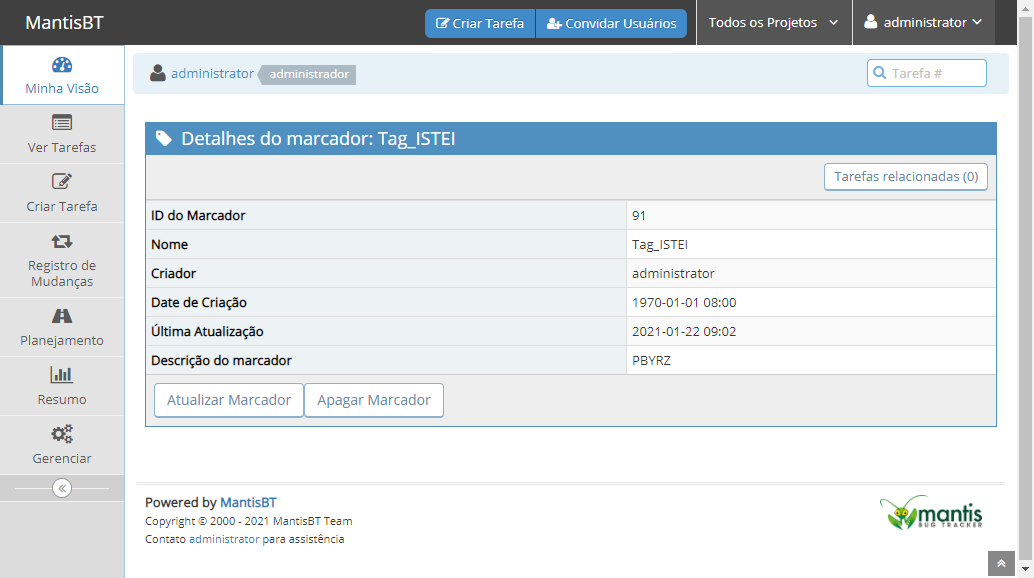 MantisBT
Criar Tarefa
Convidar Usuários
Todos os Projetos
administrator
Minha Visão
Ver Tarefas
Criar Tarefa
Registro de
Mudanças
Planejamento
Resumo
Gerenciar
administrator administrador
Tarefa #
Detalhes do marcador: Tag_ISTEI
Tarefas relacionadas (0)
ID do Marcador 91
Nome Tag_ISTEI
Criador administrator
Date de Criação 1970-01-01 08:00
Última Atualização 2021-01-22 09:02
Descrição do marcador PBYRZ
Atualizar Marcador Apagar Marcador
Powered by MantisBT
Copyright © 2000 - 2021 MantisBT Team
Contato administrator para assistência
mantis
BUG TRACKER